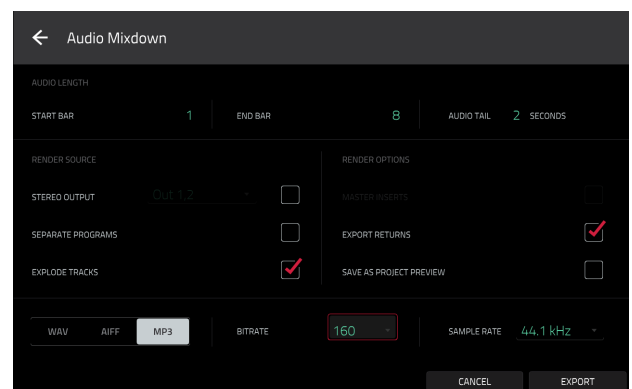 Audio Mixdown
AUDIO LENGTH
START BAR 1 END BAR 8 AUDIO TAIL 2 SECONDS
RENDER SOURCE RENDER OPTIONS
STEREO OUTPUT Out 1,2 MASTER INSERTS
SEPARATE PROGRAMS EXPORT RETURNS
EXPLODE TRACKS SAVE AS PROJECT PREVIEW
WAV AIFF MP3 BITRATE 160 SAMPLE RATE 44.1 kHz
CANCEL EXPORT